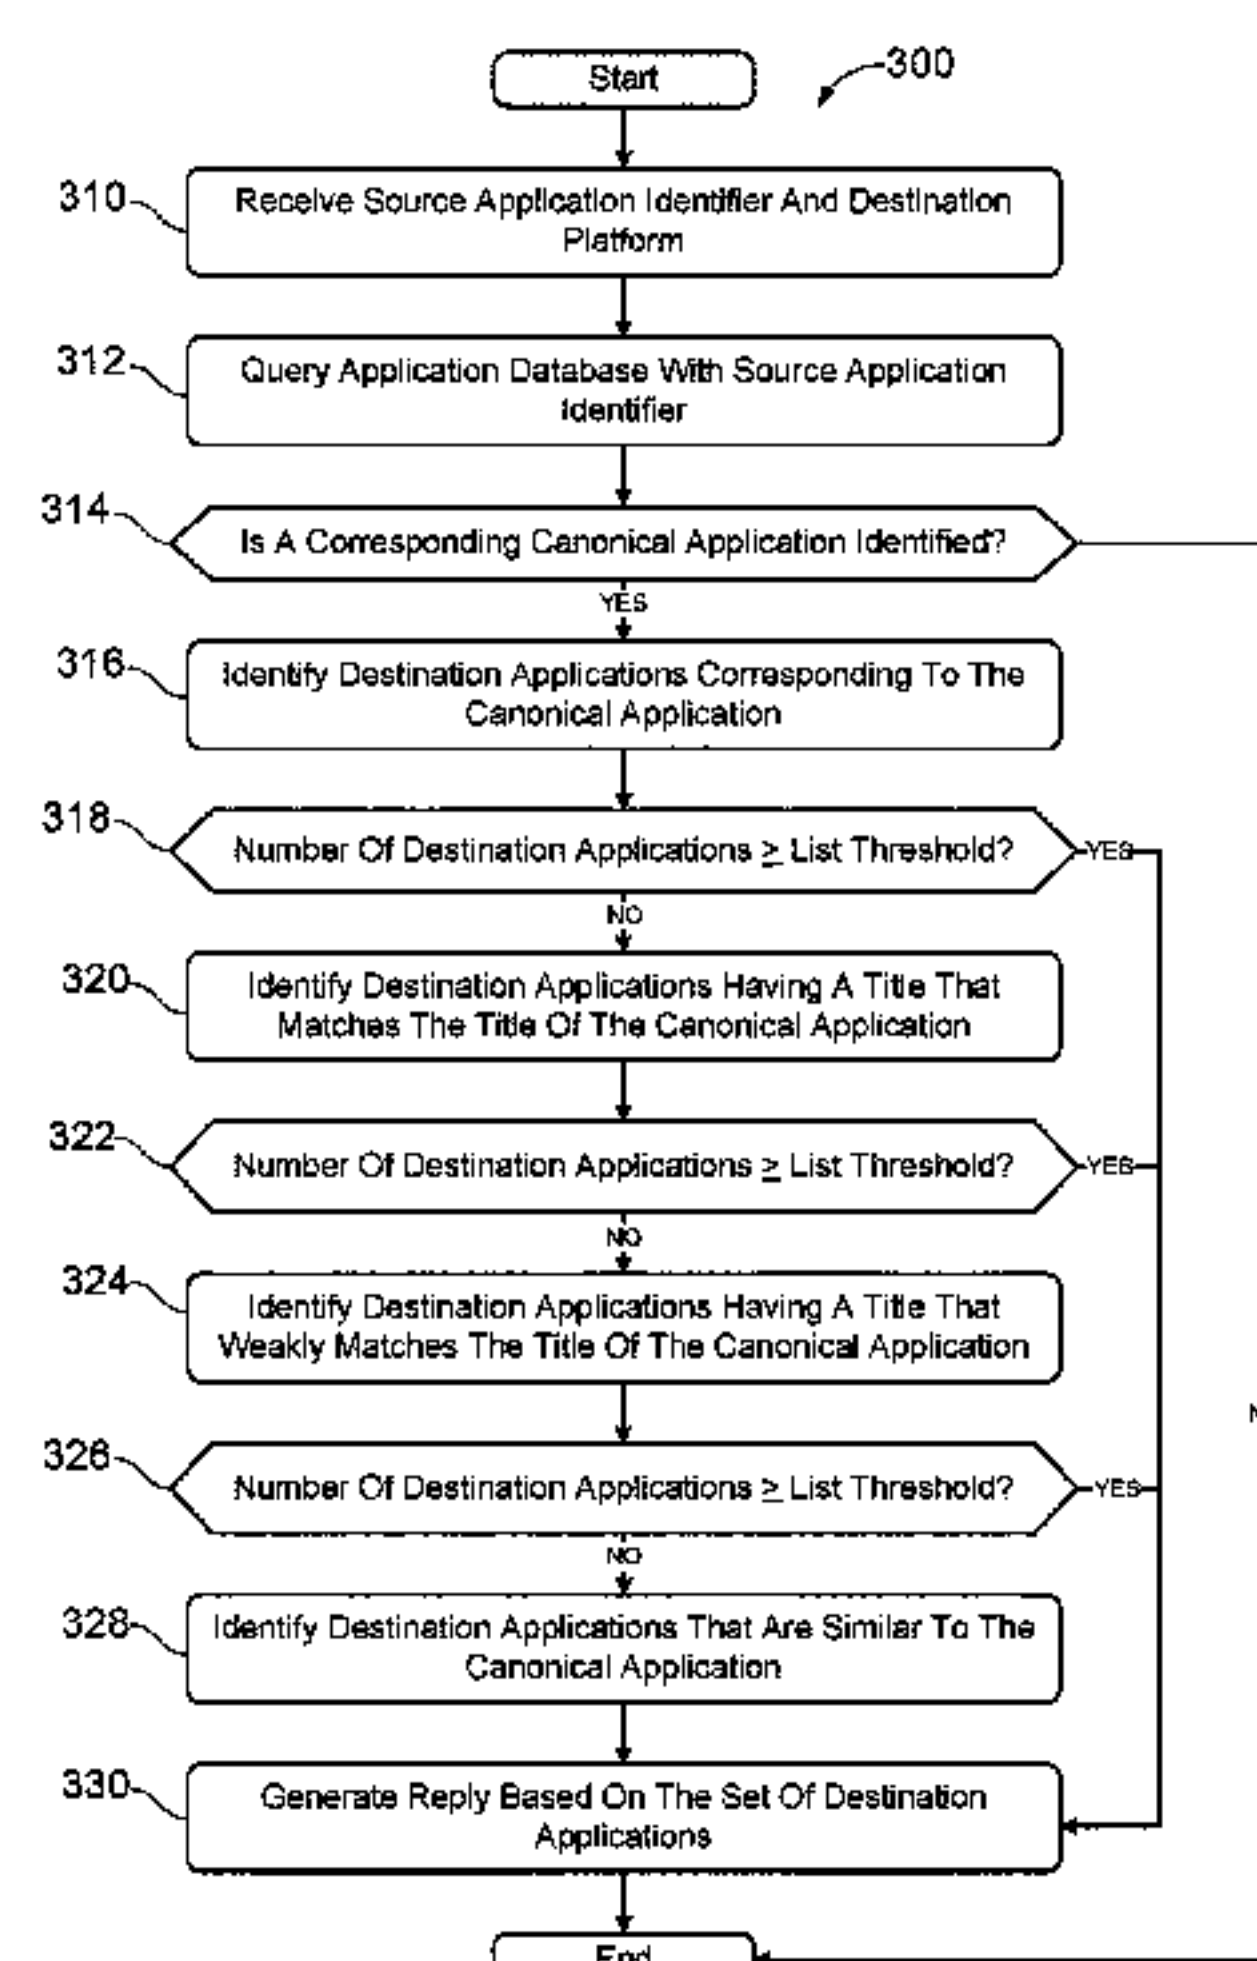 Start
300
310
Receive Source Application Identifier And Destination
Platform
312
Query Application Database With Source Application
Identifier
314
Is A Corresponding Canonical Application Identified?
YES
316
Identify Destination Applications Corresponding To The
Canonical Application
318
Number Of Destination Applications ≥ List Threshold?
YES
NO
320
Identify Destination Applications Having A Title That
Matches The Title Of The Canonical Application
322
Number Of Destination Applications ≥ List Threshold?
YES
NO
324
Identify Destination Applications Having A Title That
Weakly Matches The Title Of The Canonical Application
326
Number Of Destination Applications ≥ List Threshold?
YES
NO
328
Identify Destination Applications That Are Similar To The
Canonical Application
330
Generate Reply Based On The Set Of Destination
Applications
End